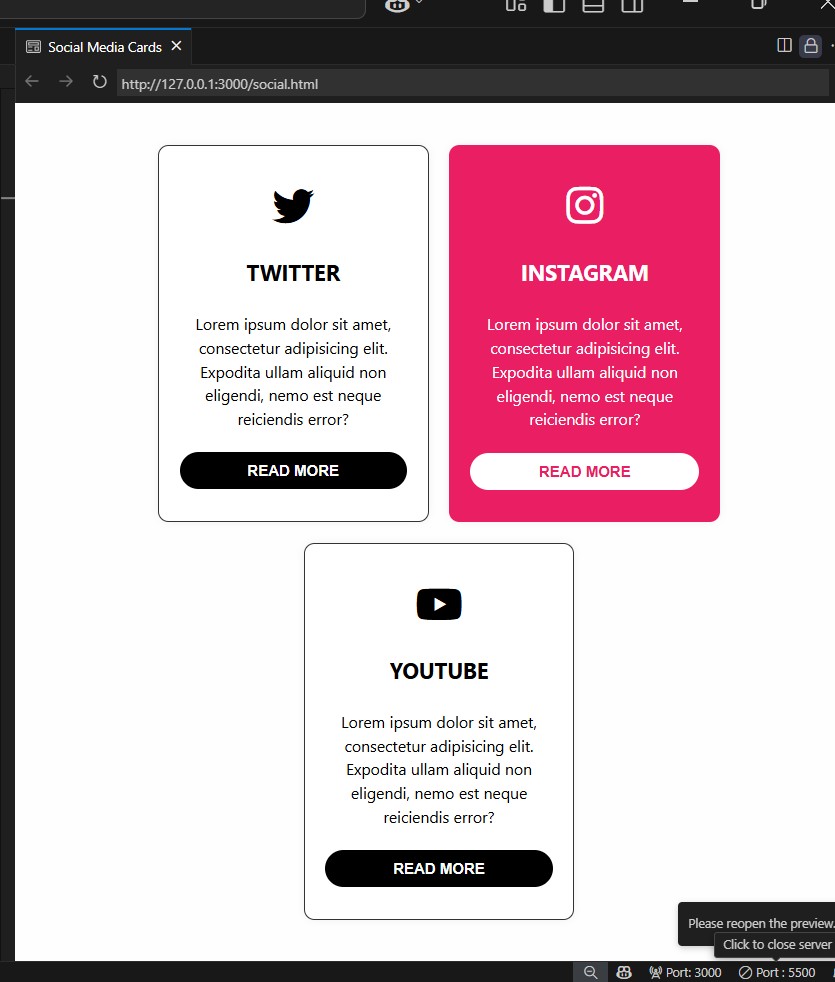 Social Media Cards
http://127.0.0.1:3000/social.html
TWITTER
Lorem ipsum dolor sit amet,
consectetur adipisicing elit.
Expodita ullam aliquid non
eligendi, nemo est neque
reiciendis error?
READ MORE
INSTAGRAM
Lorem ipsum dolor sit amet,
consectetur adipisicing elit.
Expodita ullam aliquid non
eligendi, nemo est neque
reiciendis error?
READ MORE
YOUTUBE
Lorem ipsum dolor sit amet,
consectetur adipisicing elit.
Expodita ullam aliquid non
eligendi, nemo est neque
reiciendis error?
READ MORE
Please reopen the preview.
Click to close server
Port: 3000
Port : 5500